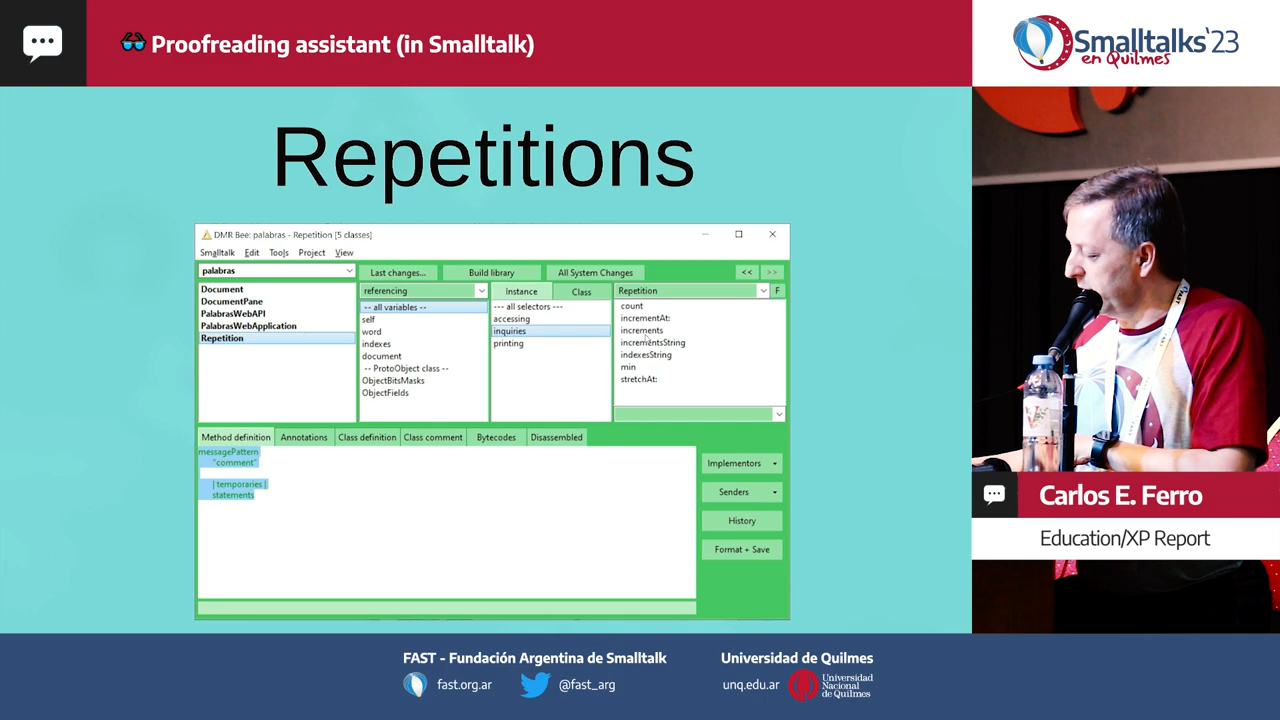 Proofreading assistant (in Smalltalk)
Smalltalks'23
en Quilmes
Repetitions
DMR Bee: palabras - Repetition [5 classes]
Smalltalk Edit Tools Project View
palabras
Last changes...
Build library
All System Changes
<<
>>
Document
DocumentPane
PalabrasWebAPI
PalabrasWebApplication
Repetition
referencing
-- all variables --
self
word
indexes
document
-- ProtoObject class --
ObjectBitsMasks
ObjectFields
Instance
Class
--- all selectors ---
accessing
inquiries
printing
Repetition
F
count
incrementAt:
increments
incrementsString
indexesString
min
stretchAt:
Method definition
Annotations
Class definition
Class comment
Bytecodes
Disassembled
messagePattern
"comment"
| temporaries |
statements
Implementors
Senders
History
Format + Save
FAST
Carlos E. Ferro
Education/XP Report
FAST - Fundación Argentina de Smalltalk
fast.org.ar
@fast_arg
Universidad de Quilmes
unq.edu.ar
Universidad
Nacional
de Quilmes